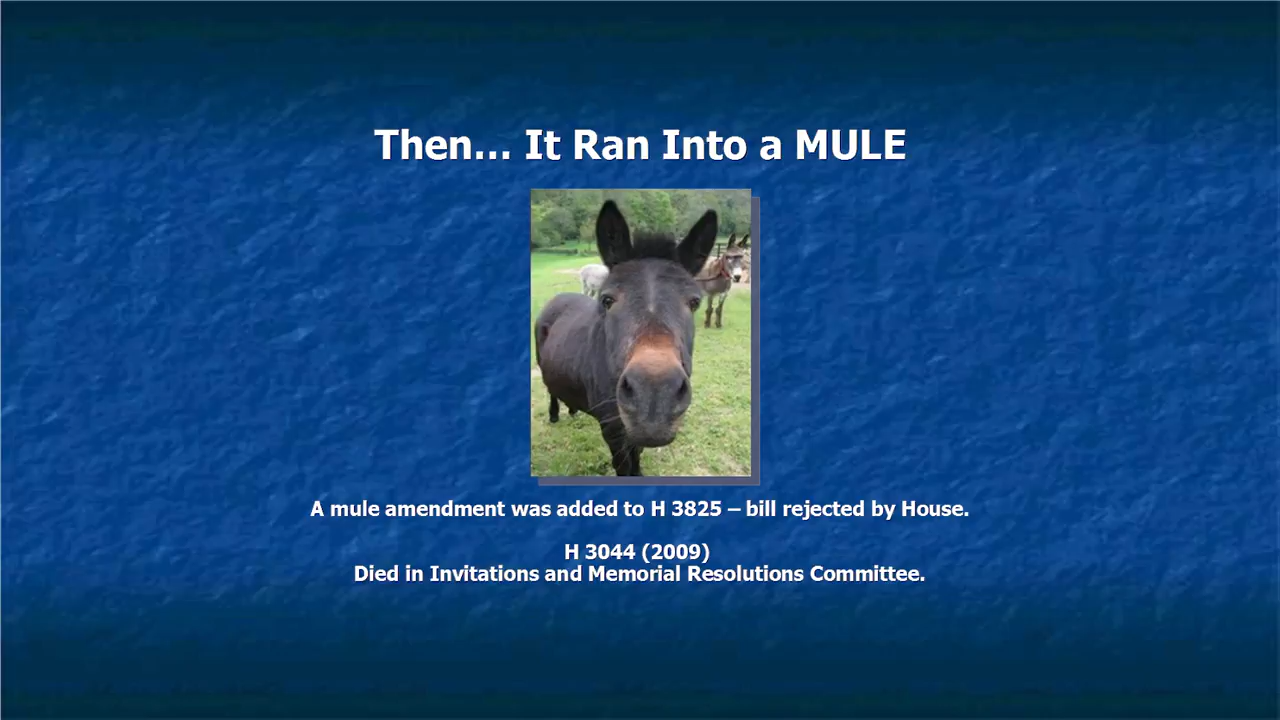 Then... It Ran Into a MULE
A mule amendment was added to H 3825 – bill rejected by House.
H 3044 (2009)
Died in Invitations and Memorial Resolutions Committee.